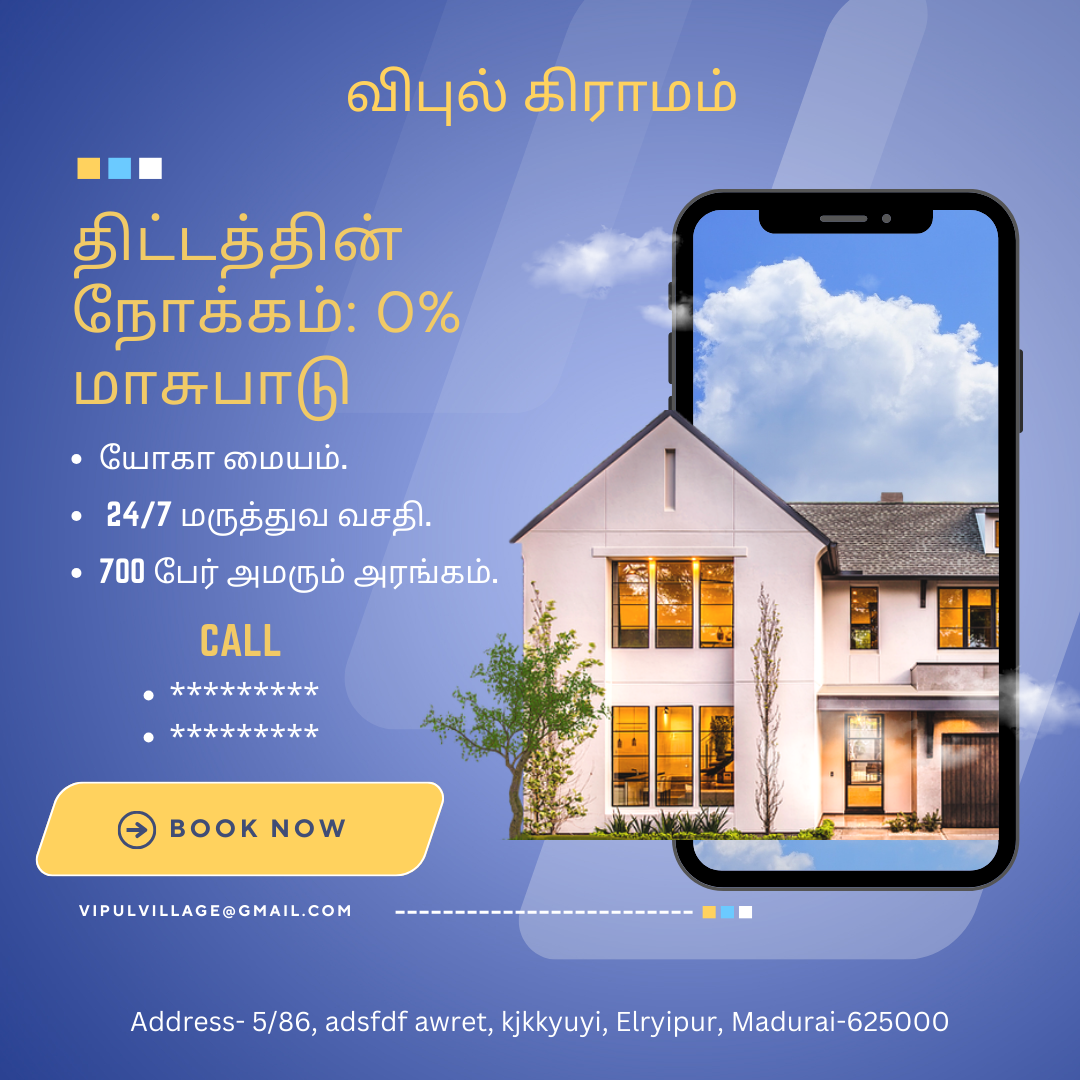 விபுல் கிராமம்
திட்டத்தின்
நோக்கம்: 0%
மாசுபாடு
• யோகா மையம்.
• 24/7 மருத்துவ வசதி.
• 700 பேர் அமரும் அரங்கம்.
CALL
• *********
• *********
BOOK NOW
VIPULVILLAGE@GMAIL.COM
Address- 5/86, adsfdf awret, kjkkyuyi, Elryipur, Madurai-625000